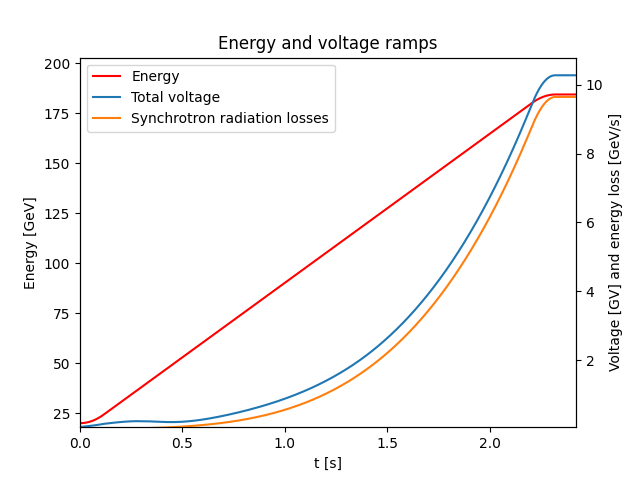 Energy and voltage ramps
Energy
Total voltage
Synchrotron radiation losses
Energy [GeV]
200
175
150
125
100
75
50
25
10
8
6
4
2
Voltage [GV] and energy loss [GeV/s]
0.0
0.5
1.0
1.5
2.0
t [s]